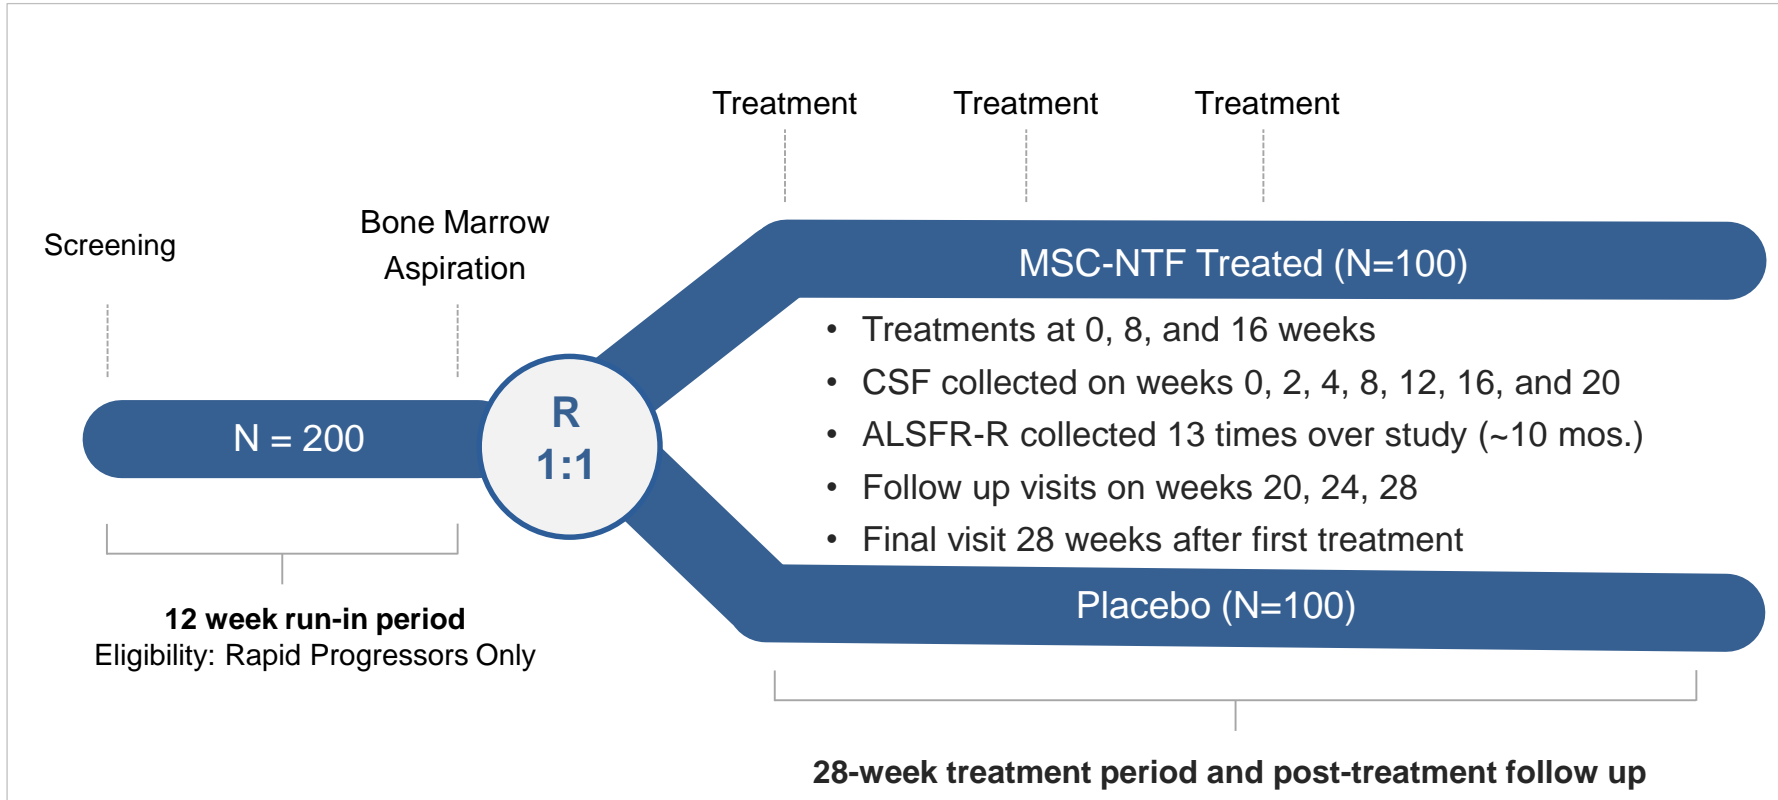 Treatment
Treatment
Treatment
Screening
Bone Marrow
Aspiration
MSC-NTF Treated (N=100)
N = 200
R
1:1
• Treatments at 0, 8, and 16 weeks
• CSF collected on weeks 0, 2, 4, 8, 12, 16, and 20
• ALSFR-R collected 13 times over study (~10 mos.)
• Follow up visits on weeks 20, 24, 28
• Final visit 28 weeks after first treatment
Placebo (N=100)
12 week run-in period
Eligibility: Rapid Progressors Only
28-week treatment period and post-treatment follow up